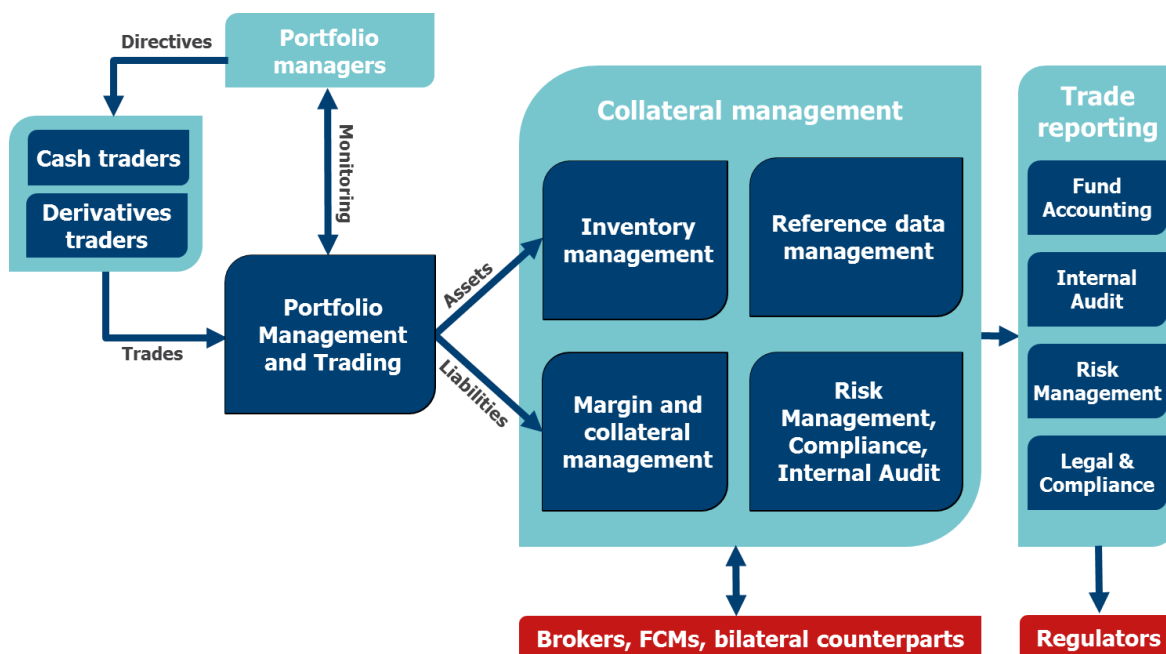 Directives
Portfolio
managers
Cash traders
Derivatives
traders
Monitoring
Trades
Portfolio
Management
and Trading
Assets
Liabilities
Collateral management
Inventory
management
Reference data
management
Margin and
collateral
management
Risk
Management,
Compliance,
Internal Audit
Brokers, FCMs, bilateral counterparts
Trade
reporting
Fund
Accounting
Internal
Audit
Risk
Management
Legal &
Compliance
Regulators